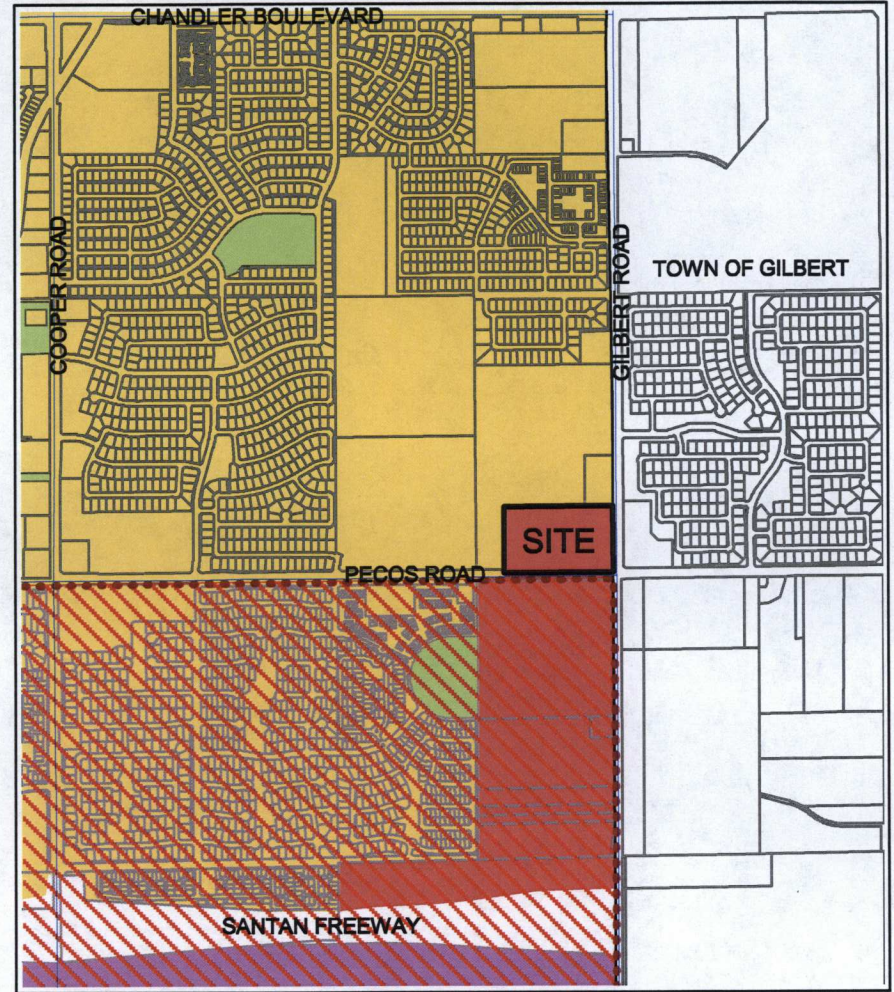 CHANDLER BOULEVARD
COOPER ROAD
GILBERT ROAD
TOWN OF GILBERT
SITE
PECOS ROAD
SANTAN FREEWAY